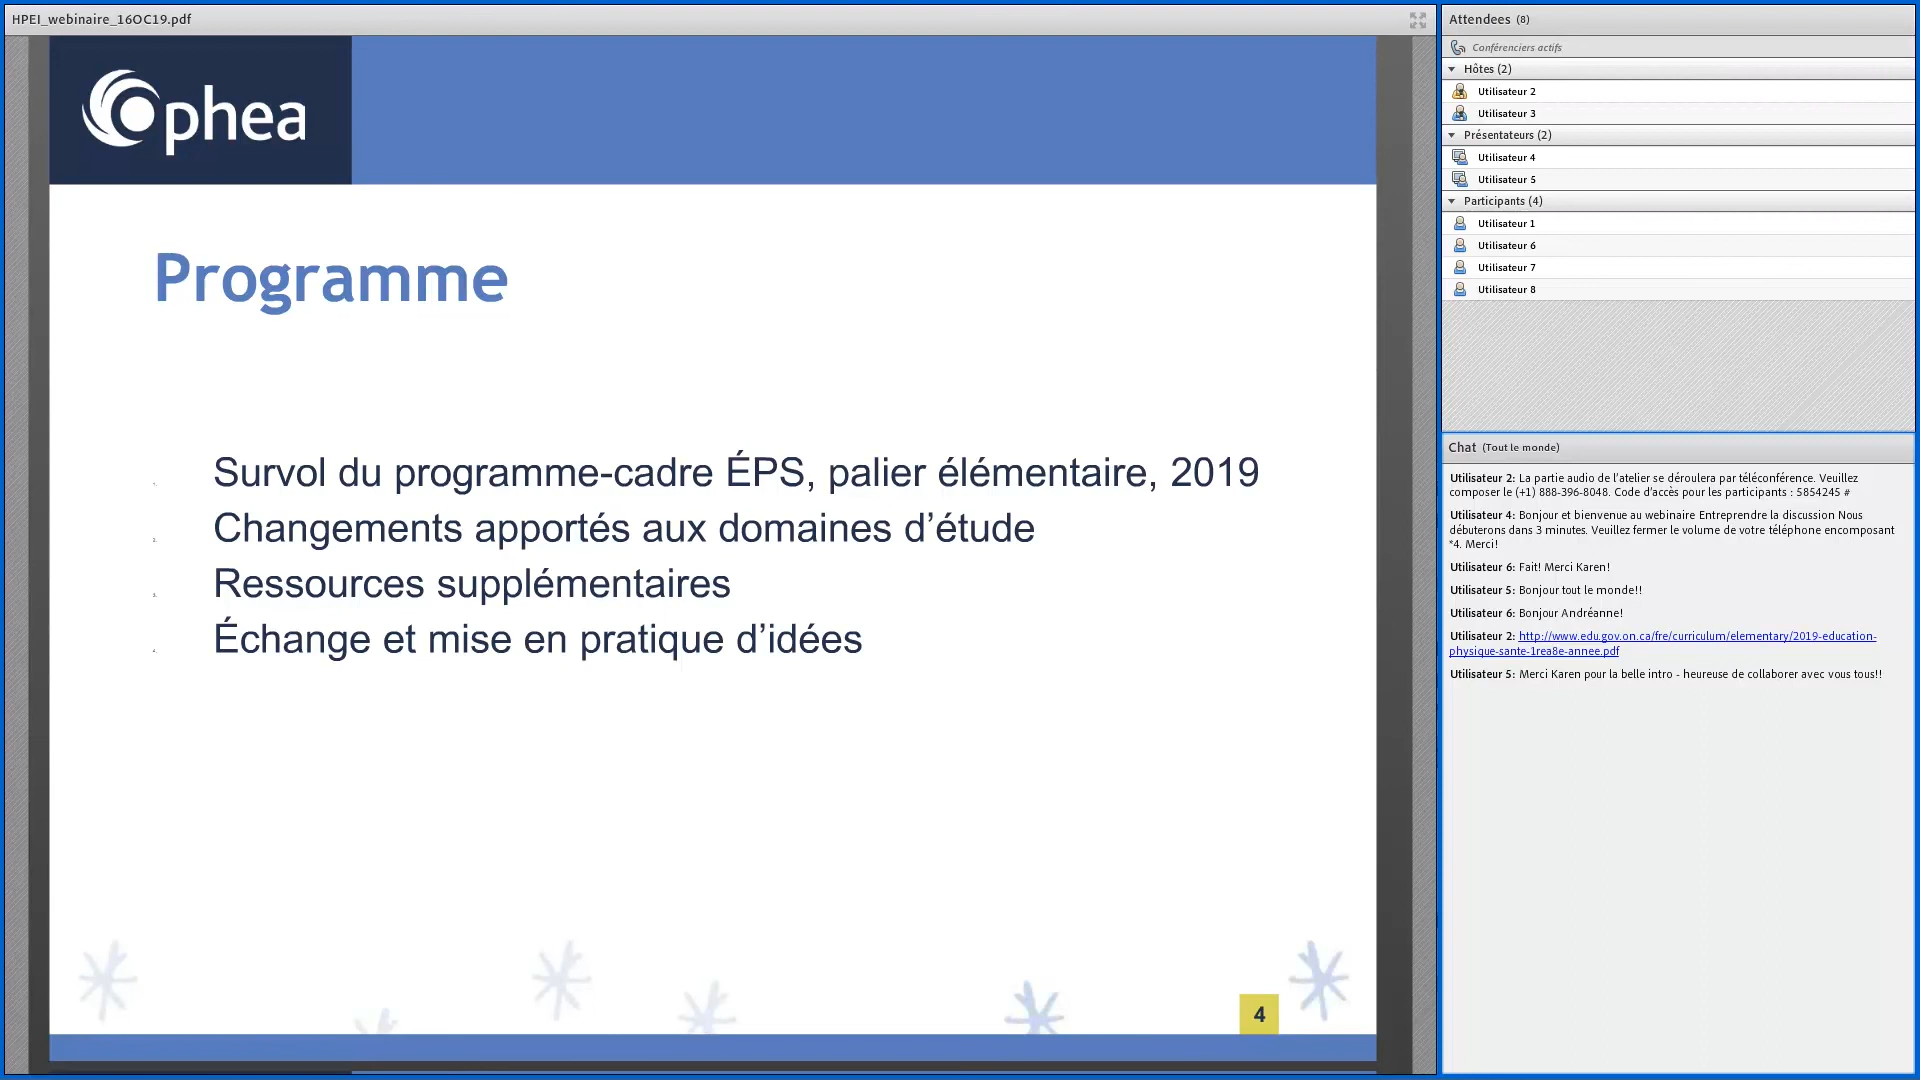 HPEI_webinaire_16OC19.pdf
Ophea
Programme
Survol du programme-cadre ÉPS, palier élémentaire, 2019
Changements apportés aux domaines d’étude
Ressources supplémentaires
Échange et mise en pratique d’idées
4
Attendees (8)
Conférenciers actifs
Hôtes (2)
Utilisateur 2
Utilisateur 3
Présentateurs (2)
Utilisateur 4
Utilisateur 5
Participants (4)
Utilisateur 1
Utilisateur 6
Utilisateur 7
Utilisateur 8
Chat (Tout le monde)
Utilisateur 2: La partie audio de l’atelier se déroulera par téléconférence. Veuillez
composer le (+1) 888-396-8048. Code d’accès pour les participants : 5854245 #
Utilisateur 4: Bonjour et bienvenue au webinaire Entreprendre la discussion Nous
débuterons dans 3 minutes. Veuillez fermer le volume de votre téléphone encomposant
*4. Merci!
Utilisateur 6: Fait! Merci Karen!
Utilisateur 5: Bonjour tout le monde!!
Utilisateur 6: Bonjour Andréanne!
Utilisateur 2: http://www.edu.gov.on.ca/fre/curriculum/elementary/2019-education-
physique-sante-1rea8e-annee.pdf
Utilisateur 5: Merci Karen pour la belle intro - heureuse de collaborer avec vous tous!!